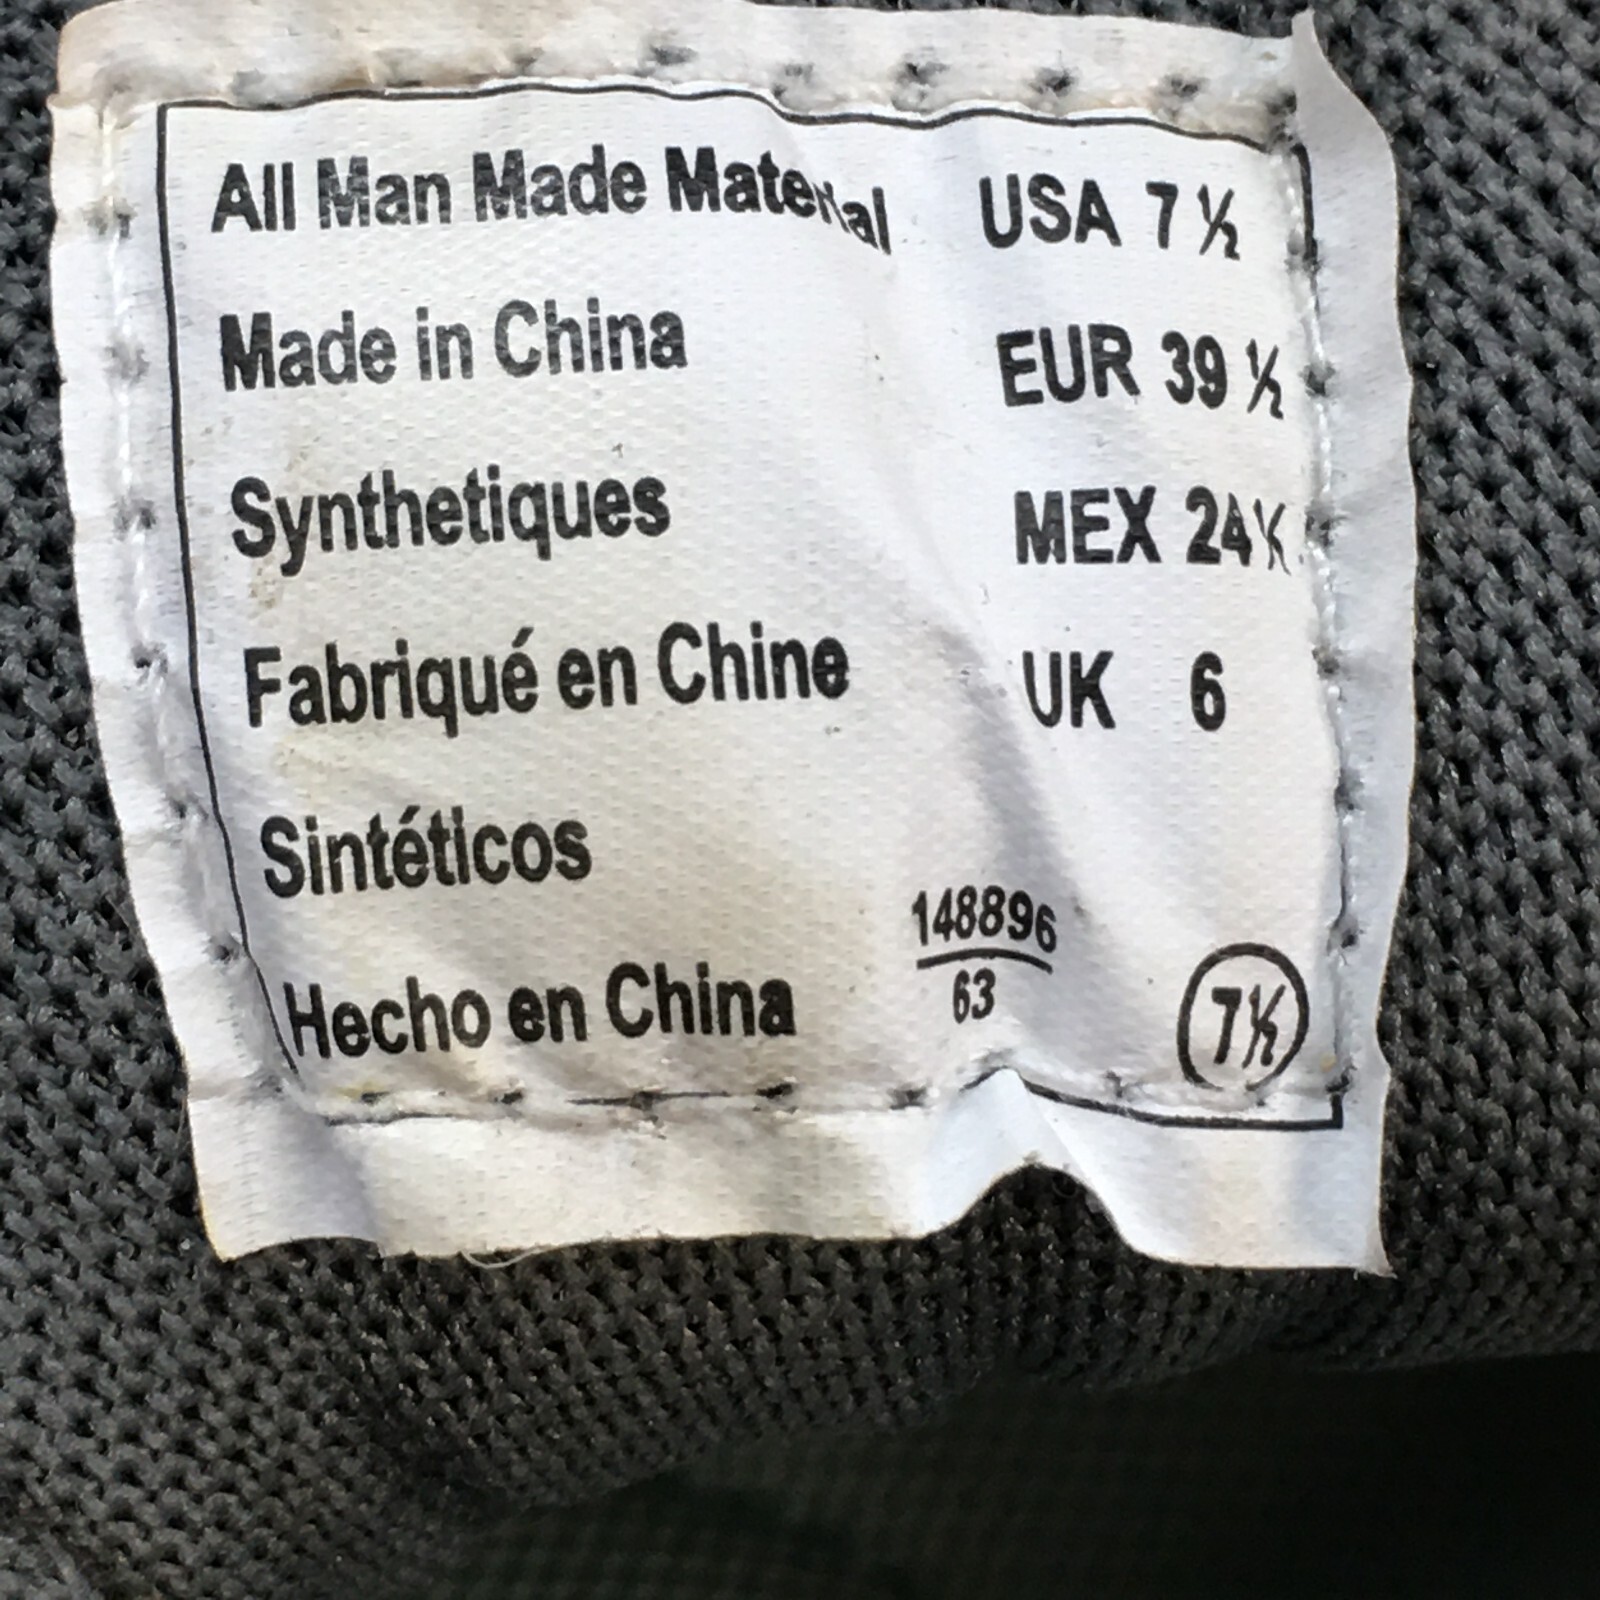 All Man Made Material USA 7 ½
Made in China EUR 39 ½
Synthetiques MEX 24 ½
Fabriqué en Chine UK 6
Sintéticos
148896
63
Hecho en China
7½